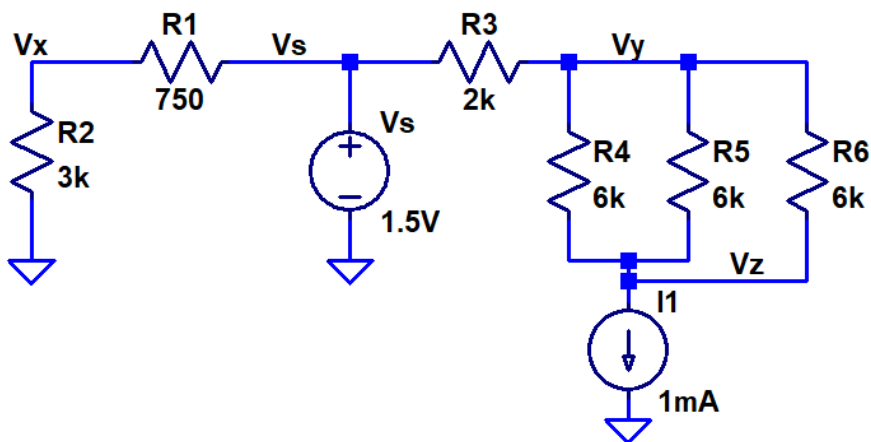 Vx
R1
Vs
R3
Vy
750
2k
R2
3k
Vs
+
−
1.5V
R4
6k
R5
6k
R6
6k
Vz
I1
1mA